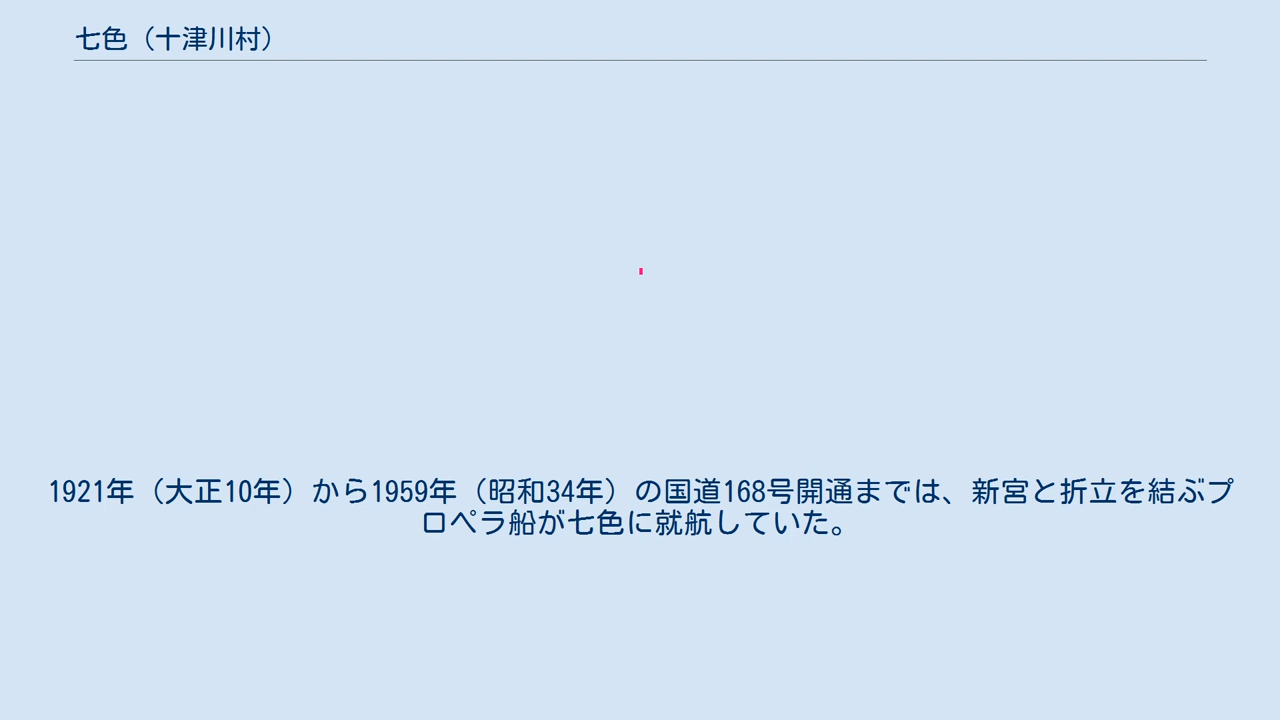 七色（十津川村）
1921年（大正10年）から1959年（昭和34年）の国道168号開通までは、新宮と折立を結ぶプ
ロペラ船が七色に就航していた。